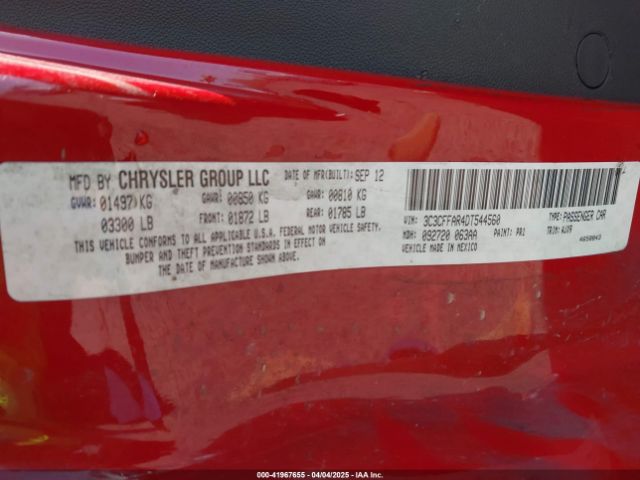 MFD BY CHRYSLER GROUP LLC DATE OF MFR(BUILT): SEP 12
GVWR: 01497 KG GAWR: 00850 KG GAWR: 00810 KG
03300 LB FRONT: 01872 LB REAR: 01785 LB
THIS VEHICLE CONFORMS TO ALL APPLICABLE U.S.A. FEDERAL MOTOR VEHICLE SAFETY,
BUMPER AND THEFT PREVENTION STANDARDS IN EFFECT ON
THE DATE OF MANUFACTURE SHOWN ABOVE.
VIN: 3C3CFFAR4DT544560 TYPE: PASSENGER CAR
MDH: 092720 063AA PAINT: PR1 TRIM:
VEHICLE MADE IN MEXICO
000-41967655 - 04/04/2025 - IAAI.com